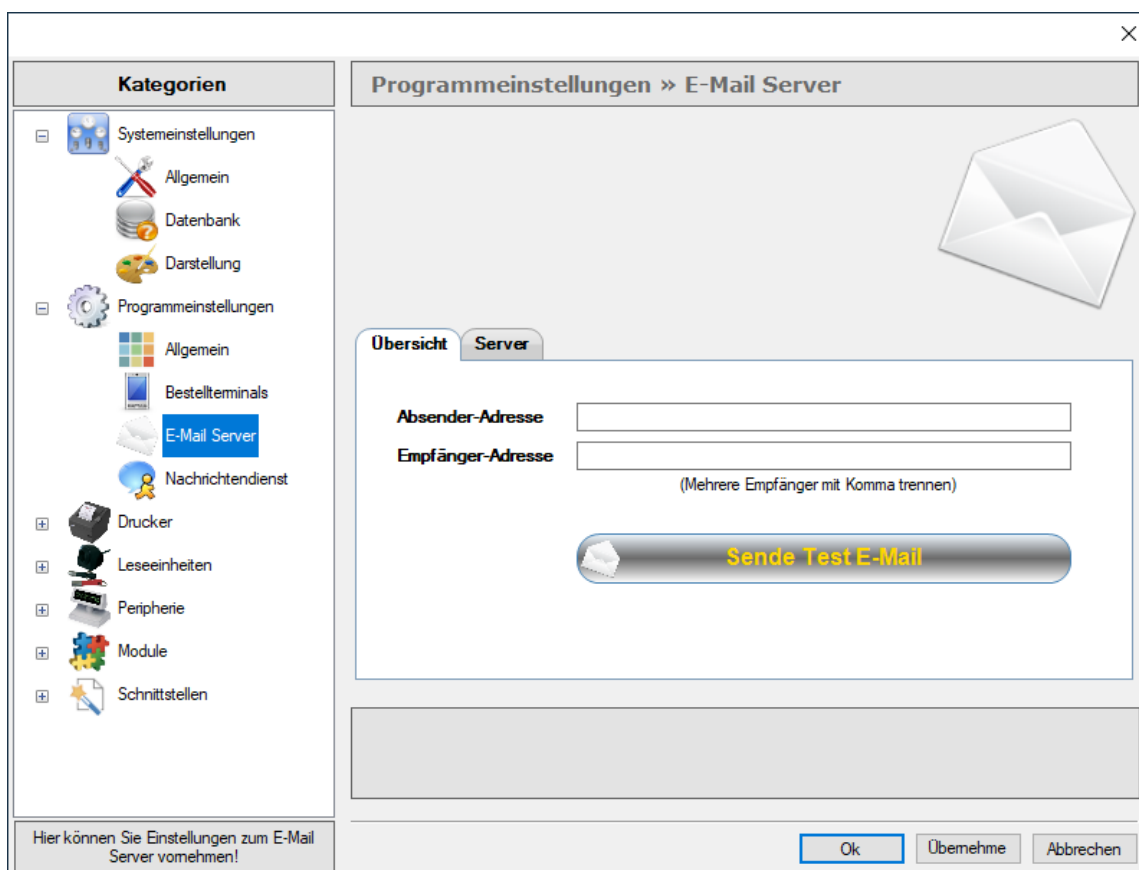 Kategorien
Systemeinstellungen
Allgemein
Datenbank
Darstellung
Programmeinstellungen
Allgemein
Bestellterminals
E-Mail Server
Nachrichtendienst
Drucker
Leseeinheiten
Peripherie
Module
Schnittstellen
Hier können Sie Einstellungen zum E-Mail
Server vornehmen!
Programmeinstellungen » E-Mail Server
Übersicht
Server
Absender-Adresse
Empfänger-Adresse
(Mehrere Empfänger mit Komma trennen)
Sende Test E-Mail
Ok
Übernehme
Abbrechen